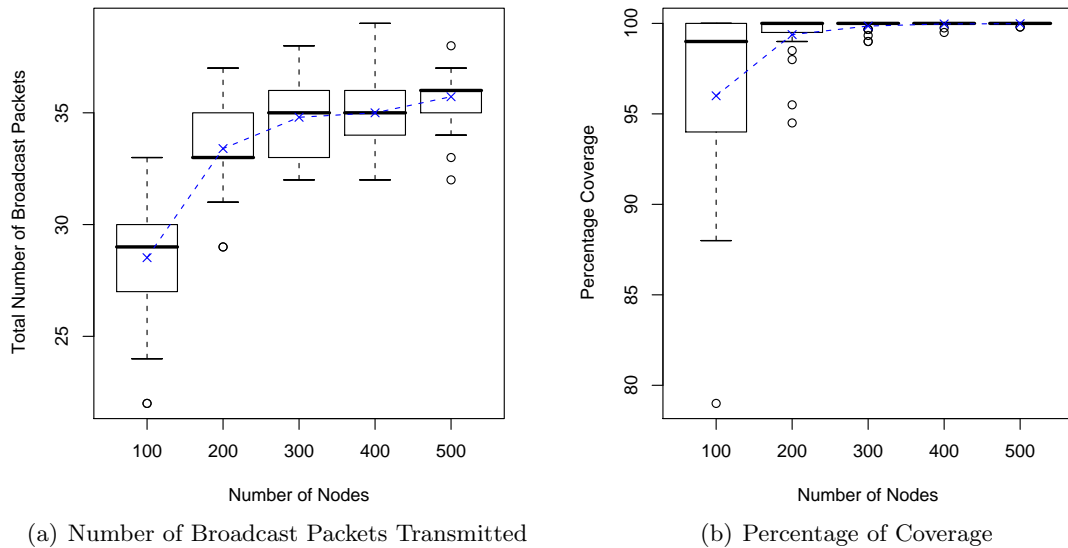 Total Number of Broadcast Packets
35
30
25
100 200 300 400 500
Number of Nodes
(a) Number of Broadcast Packets Transmitted
Percentage Coverage
100
95
90
85
80
100 200 300 400 500
Number of Nodes
(b) Percentage of Coverage